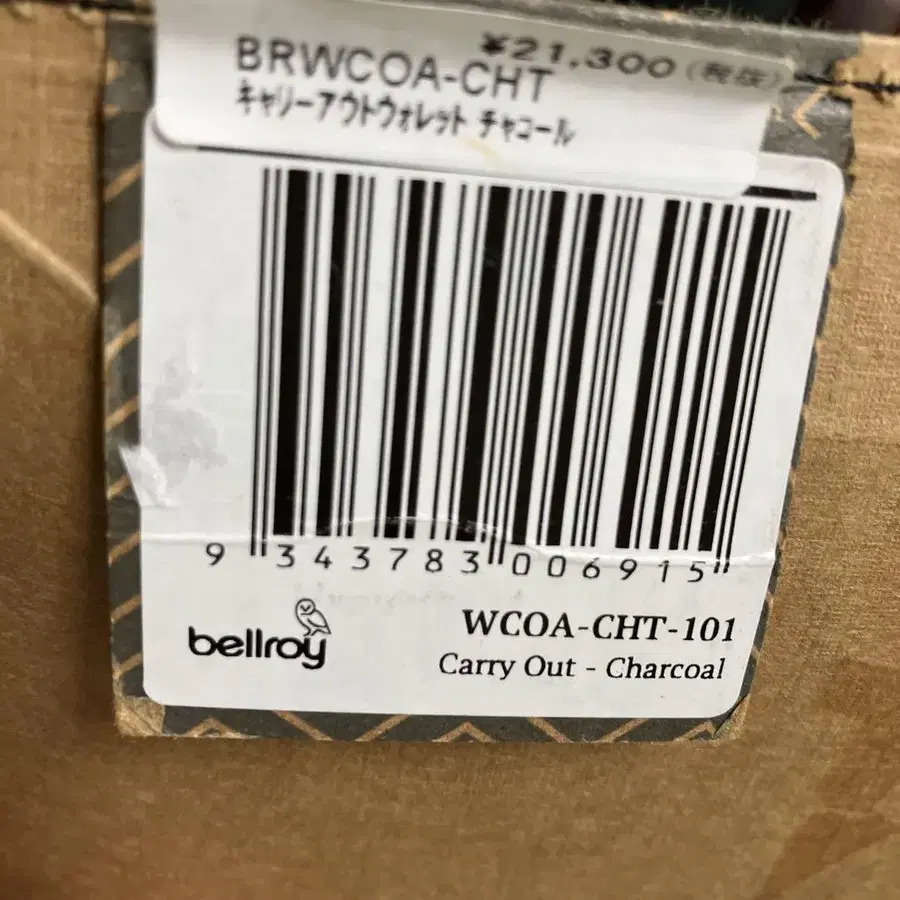 ¥21,300(税抜)
BRWCOA-CHT
キャリーアウトウォレット チャコール
9 343783 006915
bellroy
WCOA-CHT-101
Carry Out - Charcoal